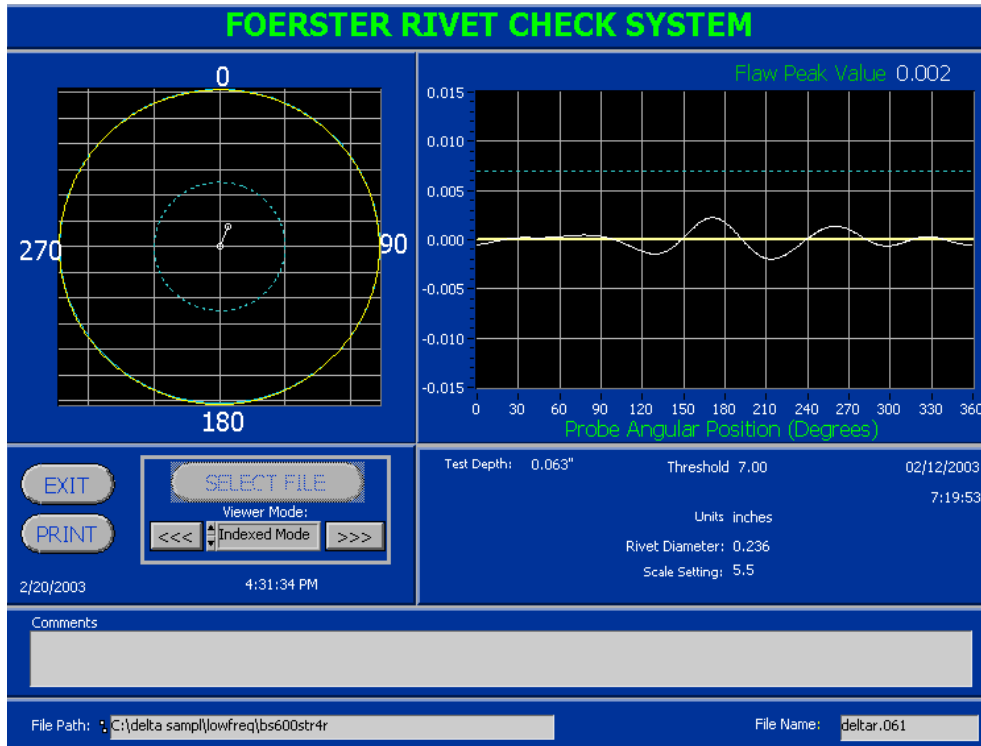 FOERSTER RIVET CHECK SYSTEM
0
270
90
180
Flaw Peak Value 0.002
0.015
0.010
0.005
0.000
-0.005
-0.010
-0.015
0 30 60 90 120 150 180 210 240 270 300 330 360
Probe Angular Position (Degrees)
EXIT
PRINT
SELECT FILE
Viewer Mode:
<<< Indexed Mode >>>
2/20/2003 4:31:34 PM
Test Depth: 0.063" Threshold 7.00 02/12/2003
7:19:53
Units inches
Rivet Diameter: 0.236
Scale Setting: 5.5
Comments
File Path: C:\delta sampl\lowfreq\bs600str4r File Name: deltar.061